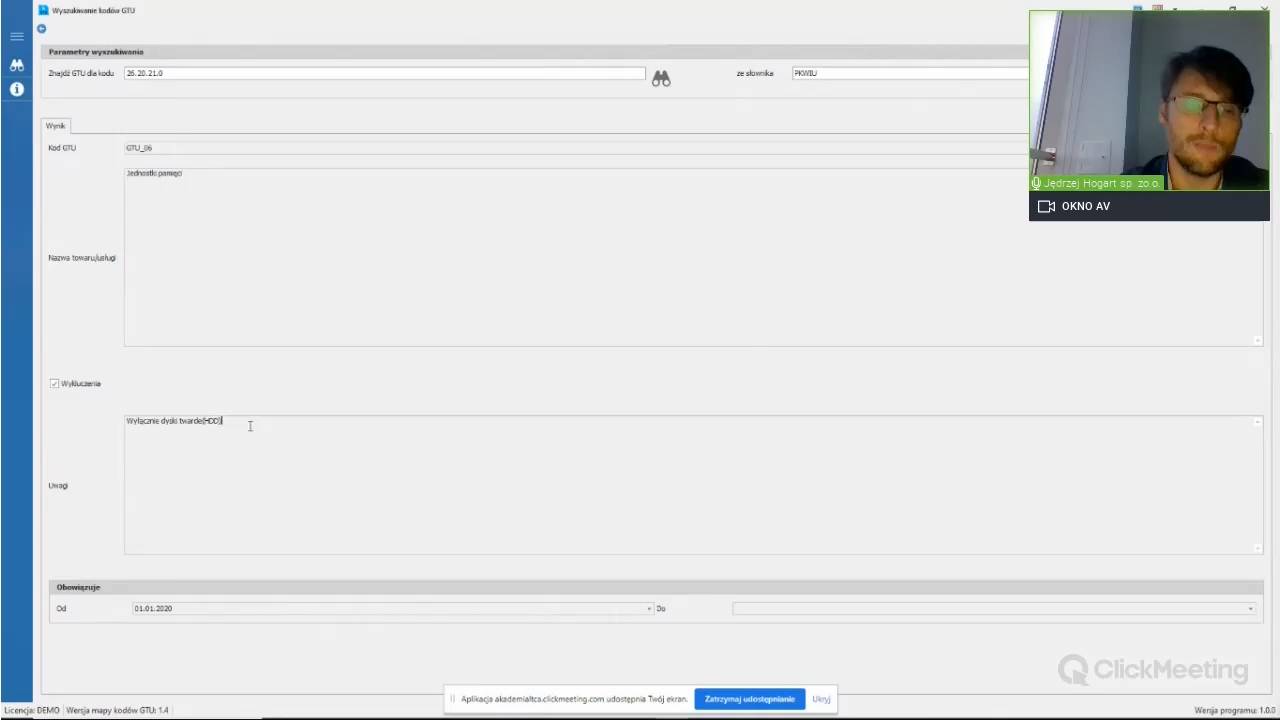 Wyszukiwanie kodów GTU
Parametry wyszukiwania
Znajdź GTU dla kodu 26.20.21.0 ze słownika PKWIU
Wynik
Kod GTU GTU_06
Jednostki pamięci
Nazwa towaru/usługi
Wykluczenia
Wyłącznie dyski twarde(HDD)
Uwagi
Obowiązuje
Od 01.01.2020 Do
Jędrzej Hogart sp. zo.o.
OKNO AV
ClickMeeting
Aplikacja akademialtca.clickmeeting.com udostępnia Twój ekran. Zatrzymaj udostępnianie Ukryj
Licencja: DEMO Wersja mapy kodów GTU: 1.4 Wersja programu: 1.0.0